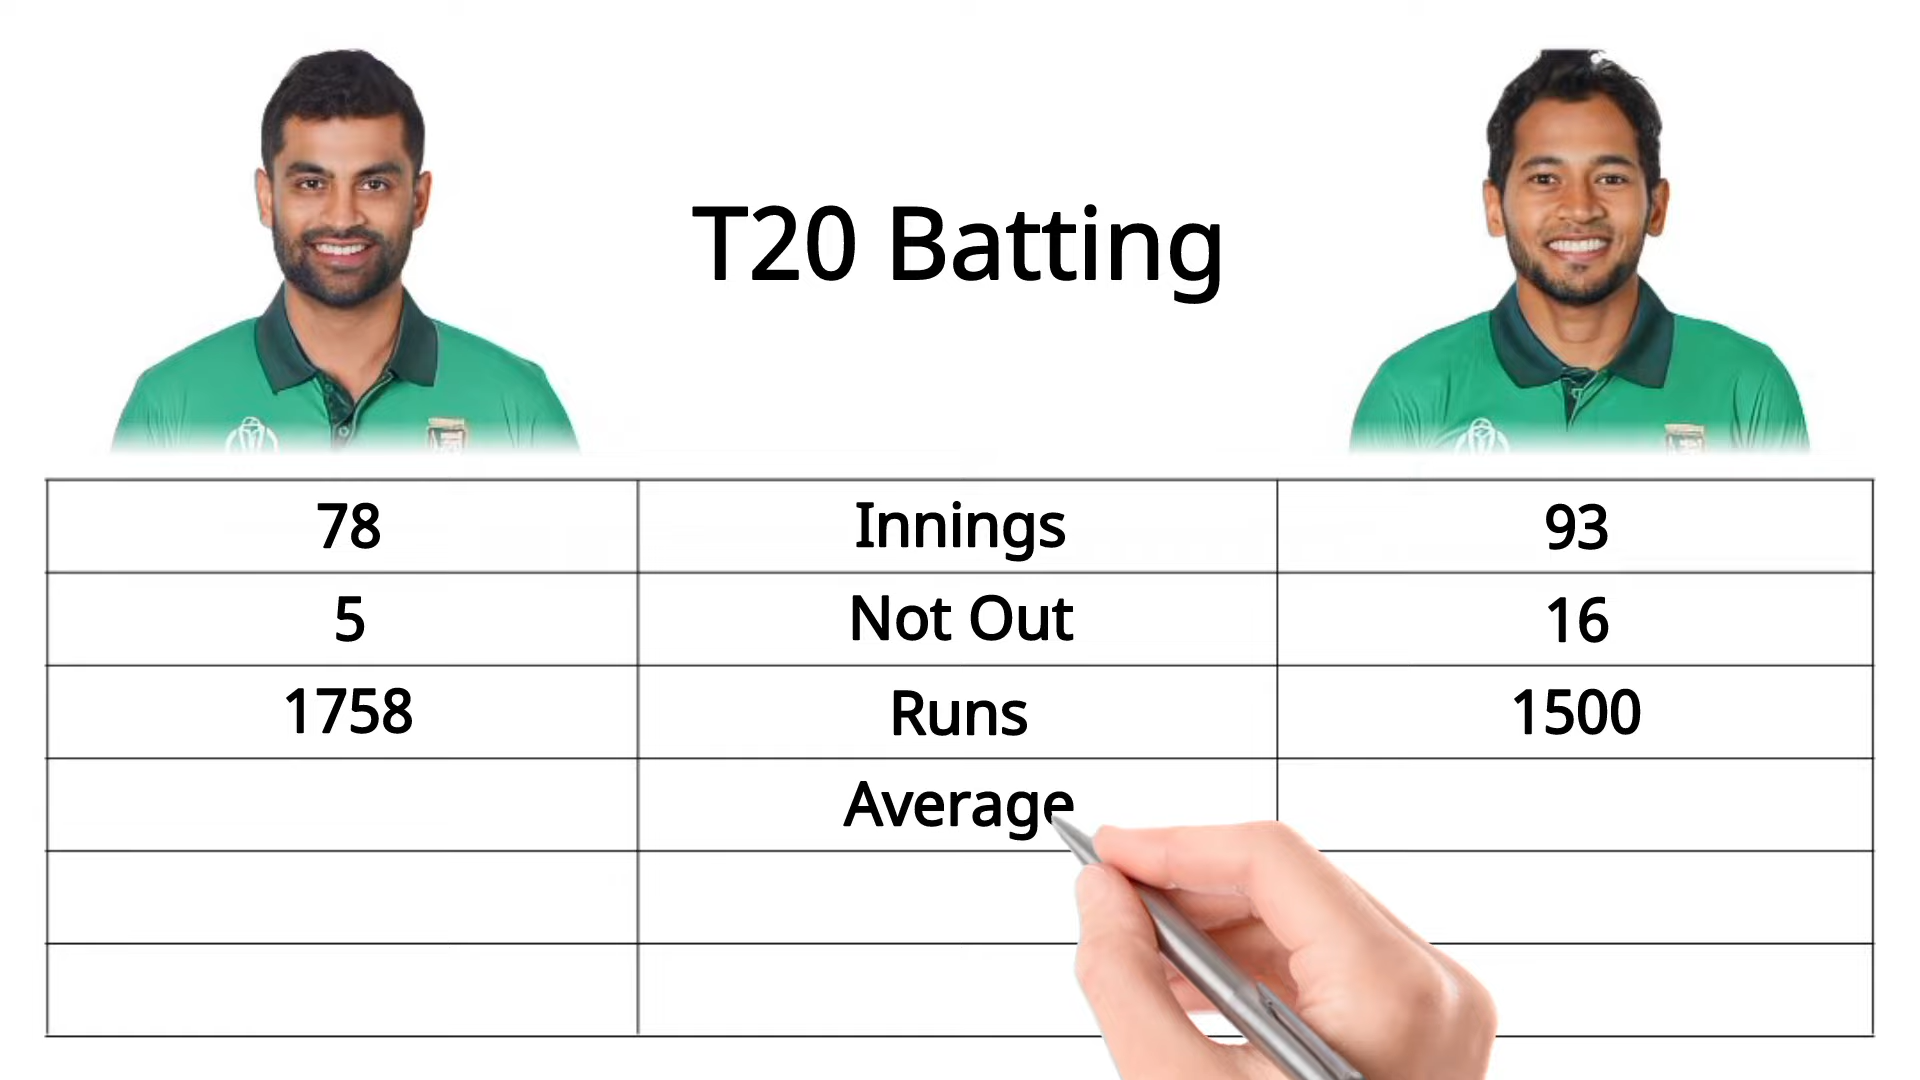 T20 Batting
78 Innings 93
5 Not Out 16
1758 Runs 1500
Average